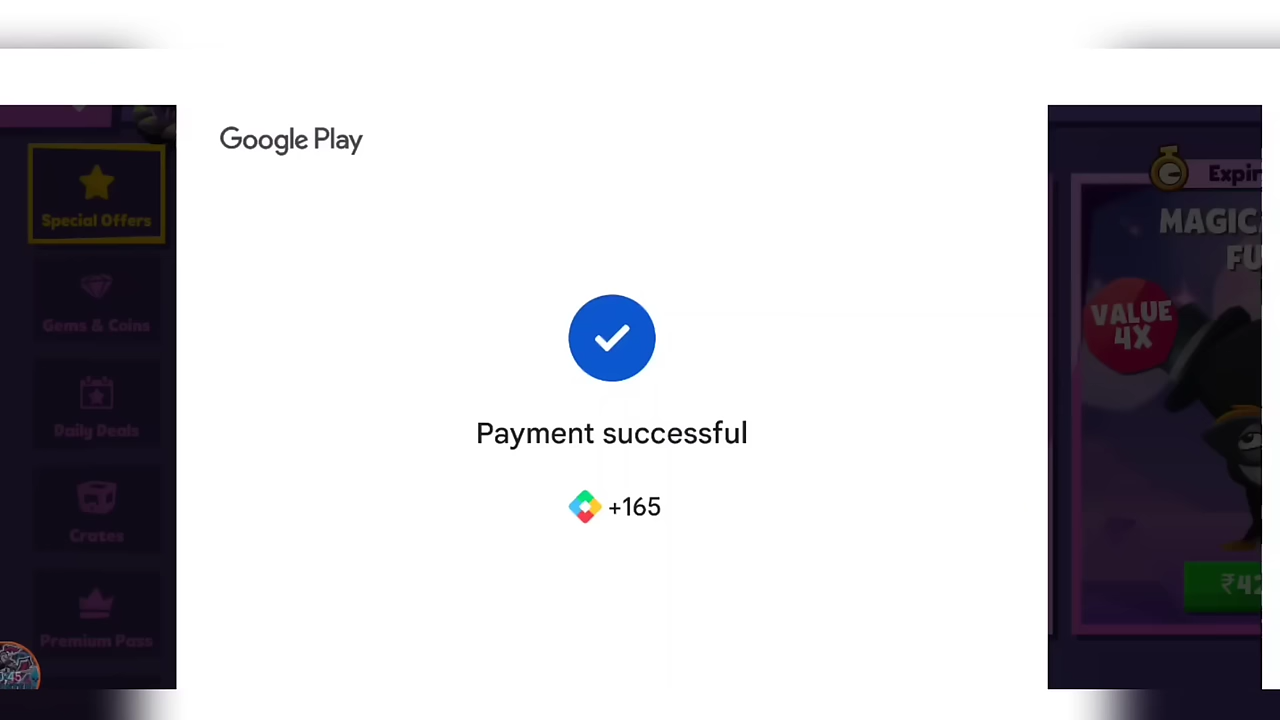 Google Play
Special Offers
Gems & Coins
Daily Deals
Crates
Premium Pass
Payment successful
+165
VALUE
4X